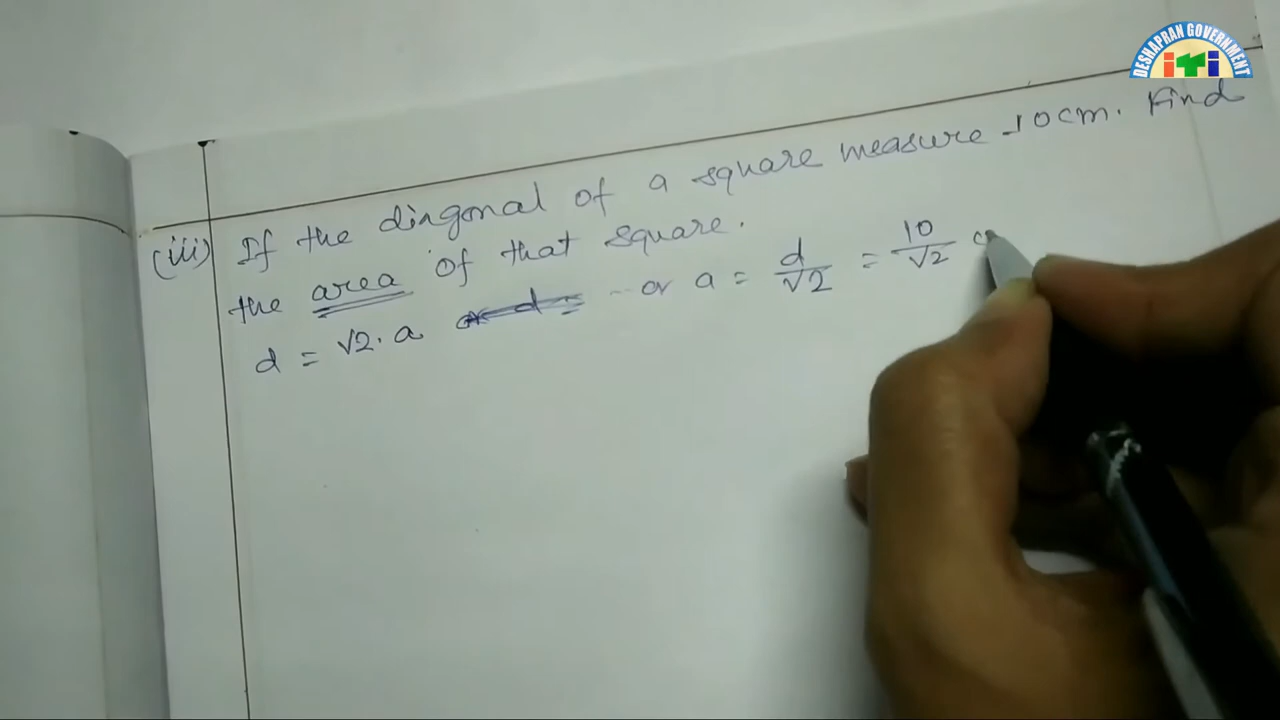 DESHAPRAN GOVERNMENT
iTi
(iii) If the diagonal of a square measure 10cm. Find
the area of that square.
d = √2. a or a = d/√2 = 10/√2 c